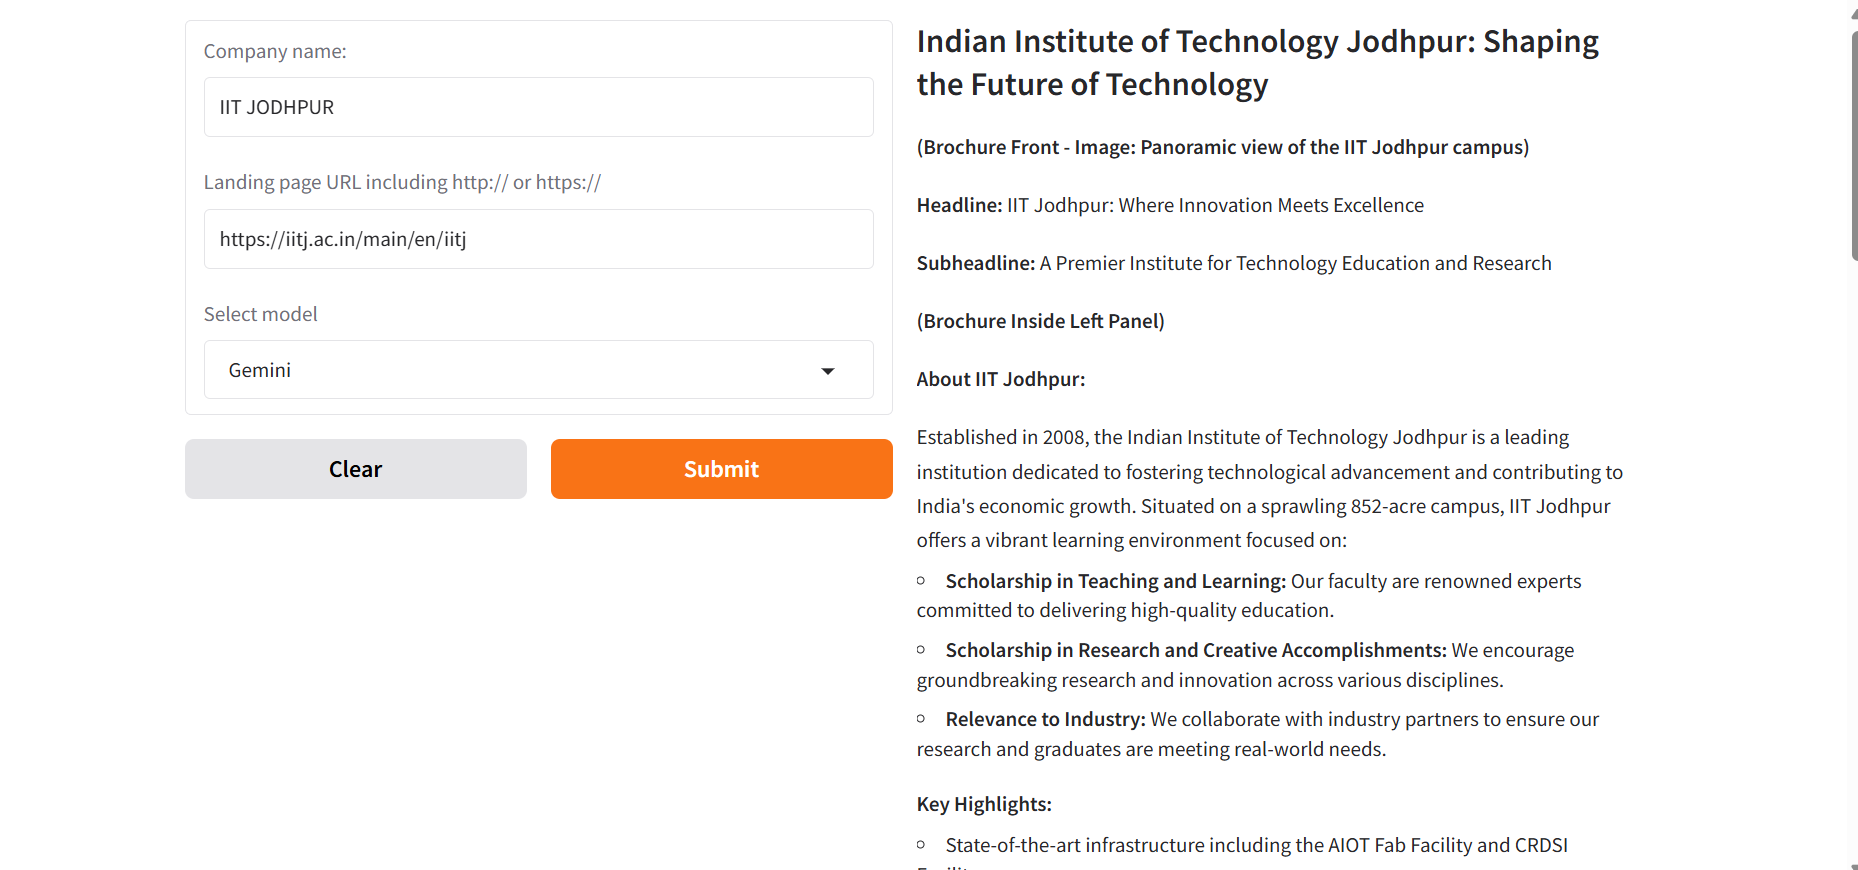 Company name:
IIT JODHPUR
Landing page URL including http:// or https://
https://iitj.ac.in/main/en/iitj
Select model
Gemini
Clear
Submit
Indian Institute of Technology Jodhpur: Shaping
the Future of Technology
(Brochure Front - Image: Panoramic view of the IIT Jodhpur campus)
Headline: IIT Jodhpur: Where Innovation Meets Excellence
Subheadline: A Premier Institute for Technology Education and Research
(Brochure Inside Left Panel)
About IIT Jodhpur:
Established in 2008, the Indian Institute of Technology Jodhpur is a leading
institution dedicated to fostering technological advancement and contributing to
India's economic growth. Situated on a sprawling 852-acre campus, IIT Jodhpur
offers a vibrant learning environment focused on:
Scholarship in Teaching and Learning: Our faculty are renowned experts
committed to delivering high-quality education.
Scholarship in Research and Creative Accomplishments: We encourage
groundbreaking research and innovation across various disciplines.
Relevance to Industry: We collaborate with industry partners to ensure our
research and graduates are meeting real-world needs.
Key Highlights:
State-of-the-art infrastructure including the AIOT Fab Facility and CRDSI